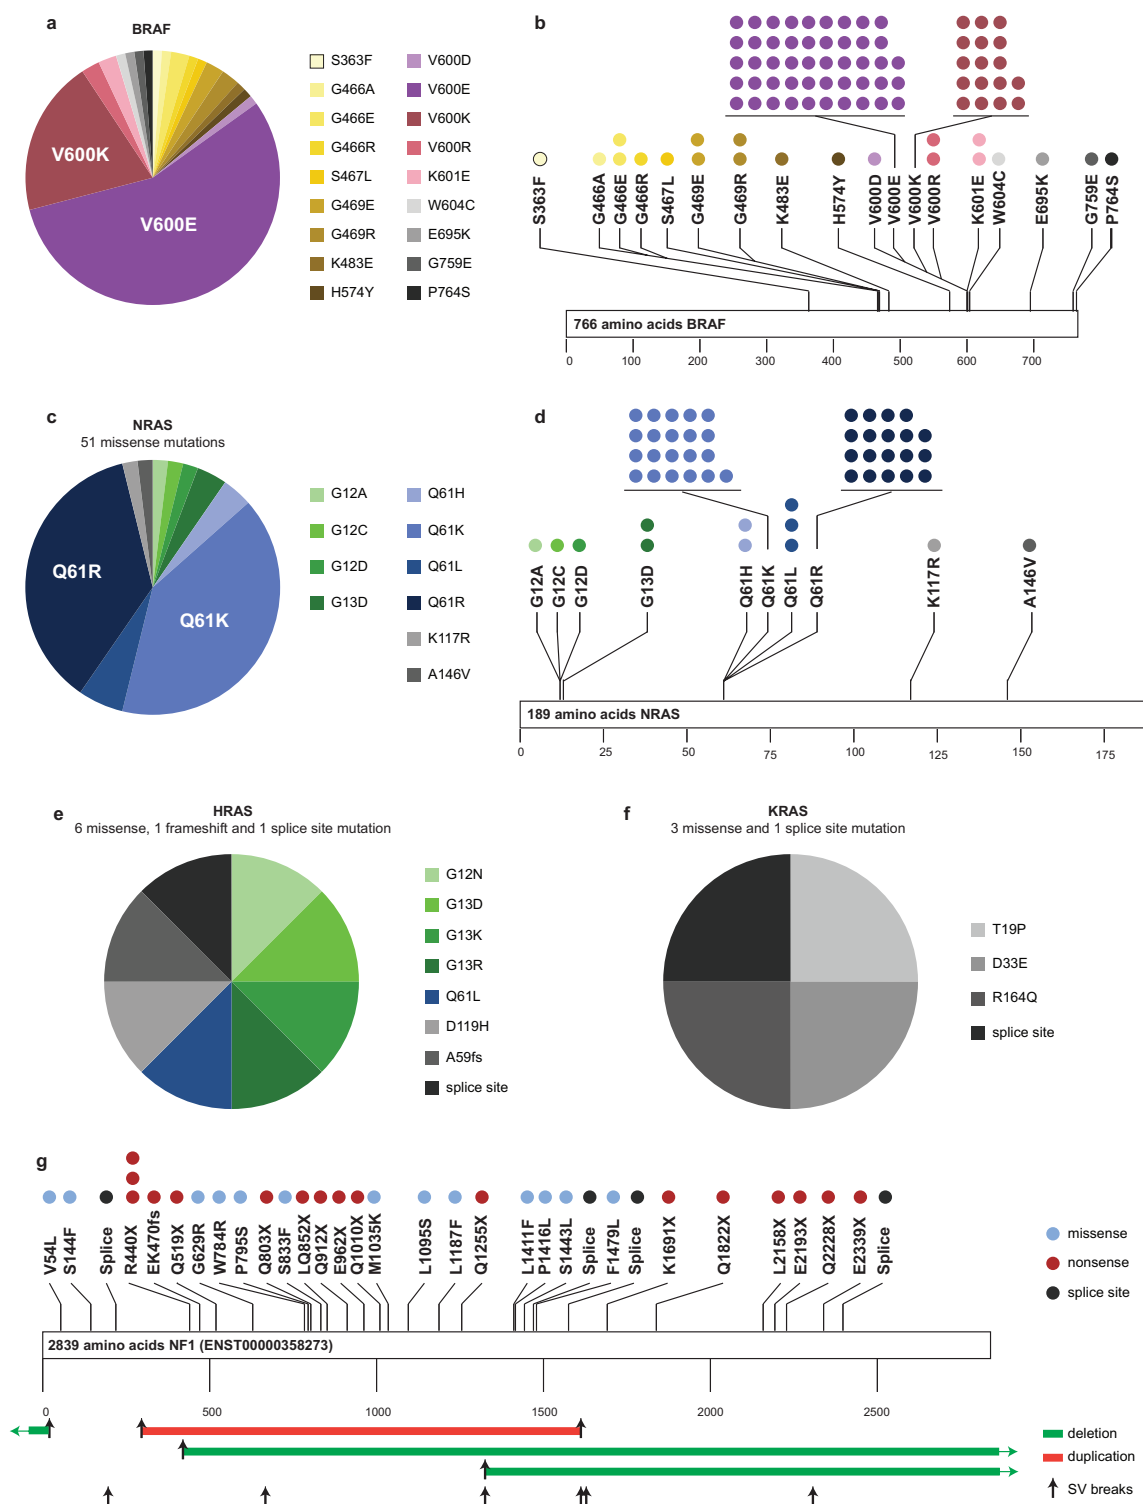 a
BRAF
V600K
V600E
S363F
G466A
G466E
G466R
S467L
G469E
G469R
K483E
H574Y
V600D
V600E
V600K
V600R
K601E
W604C
E695K
G759E
P764S
b
S363F
G466A
G466E
G466R
S467L
G469E
G469R
K483E
H574Y
V600D
V600E
V600K
V600R
K601E
W604C
E695K
G759E
P764S
766 amino acids BRAF
0 100 200 300 400 500 600 700
c
NRAS
51 missense mutations
Q61R
Q61K
G12A
G12C
G12D
G13D
Q61H
Q61K
Q61L
Q61R
K117R
A146V
d
G12A
G12C
G12D
G13D
Q61H
Q61K
Q61L
Q61R
K117R
A146V
189 amino acids NRAS
0 25 50 75 100 125 150 175
e
HRAS
6 missense, 1 frameshift and 1 splice site mutation
G12N
G13D
G13K
G13R
Q61L
D119H
A59fs
splice site
f
KRAS
3 missense and 1 splice site mutation
T19P
D33E
R164Q
splice site
g
V54L
S144F
Splice
R440X
EK470fs
Q519X
G629R
W784R
P795S
Q803X
S833F
LQ852X
Q912X
E962X
Q1010X
M1035K
L1095S
L1187F
Q1255X
L1411F
P1416L
S1443L
Splice
F1479L
Splice
K1691X
Q1822X
L2158X
E2193X
Q2228X
E2339X
Splice
missense
nonsense
splice site
2839 amino acids NF1 (ENST00000358273)
0 500 1000 1500 2000 2500
deletion
duplication
SV breaks